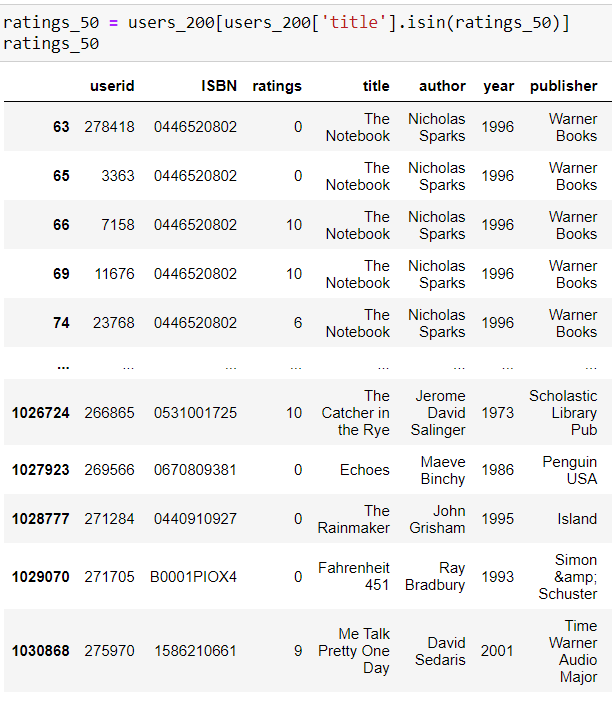 ratings_50 = users_200[users_200['title'].isin(ratings_50)]
ratings_50
userid ISBN ratings title author year publisher
63 278418 0446520802 0 The Notebook Nicholas Sparks 1996 Warner Books
65 3363 0446520802 0 The Notebook Nicholas Sparks 1996 Warner Books
66 7158 0446520802 10 The Notebook Nicholas Sparks 1996 Warner Books
69 11676 0446520802 10 The Notebook Nicholas Sparks 1996 Warner Books
74 23768 0446520802 6 The Notebook Nicholas Sparks 1996 Warner Books
... ... ... ... ... ... ... ...
1026724 266865 0531001725 10 The Catcher in the Rye Jerome David Salinger 1973 Scholastic Library Pub
1027923 269566 0670809381 0 Echoes Maeve Binchy 1986 Penguin USA
1028777 271284 0440910927 0 The Rainmaker John Grisham 1995 Island
1029070 271705 B0001PIOX4 0 Fahrenheit 451 Ray Bradbury 1993 Simon &amp; Schuster
1030868 275970 1586210661 9 Me Talk Pretty One Day David Sedaris 2001 Time Warner Audio Major